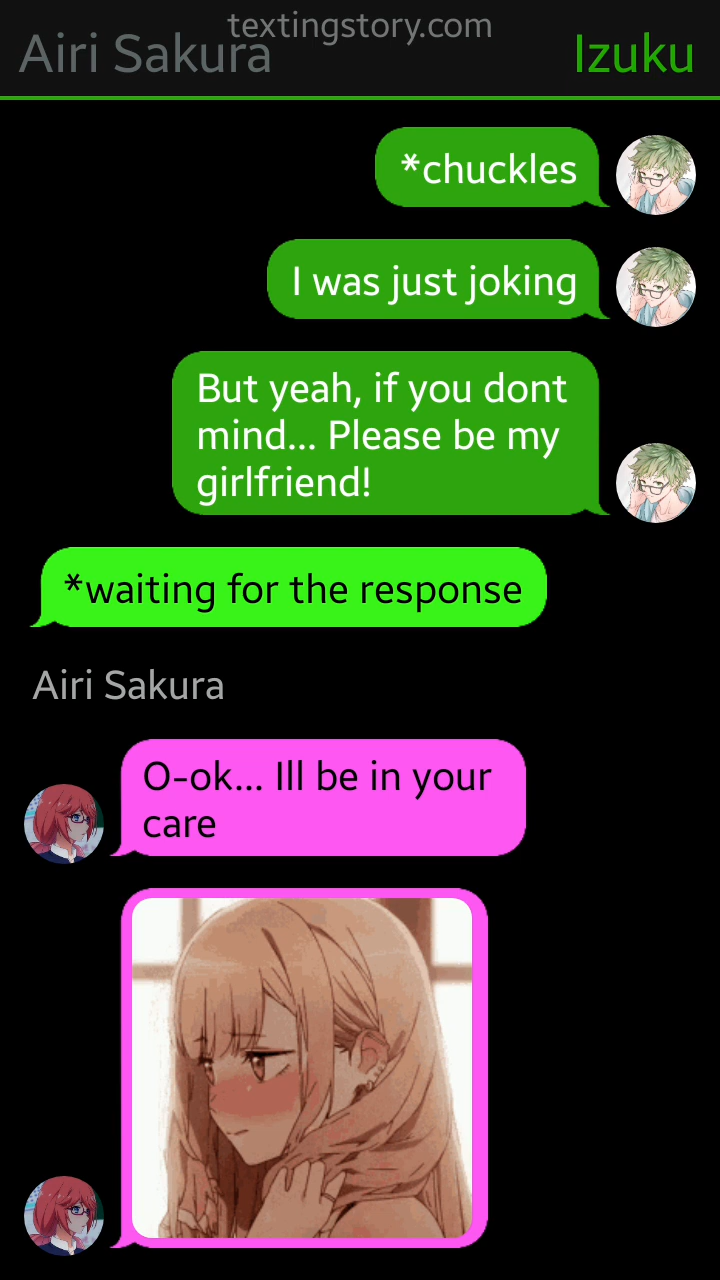 textingstory.com
Airi Sakura
Izuku
*chuckles
I was just joking
But yeah, if you dont
mind... Please be my
girlfriend!
*waiting for the response
Airi Sakura
O-ok... Ill be in your
care